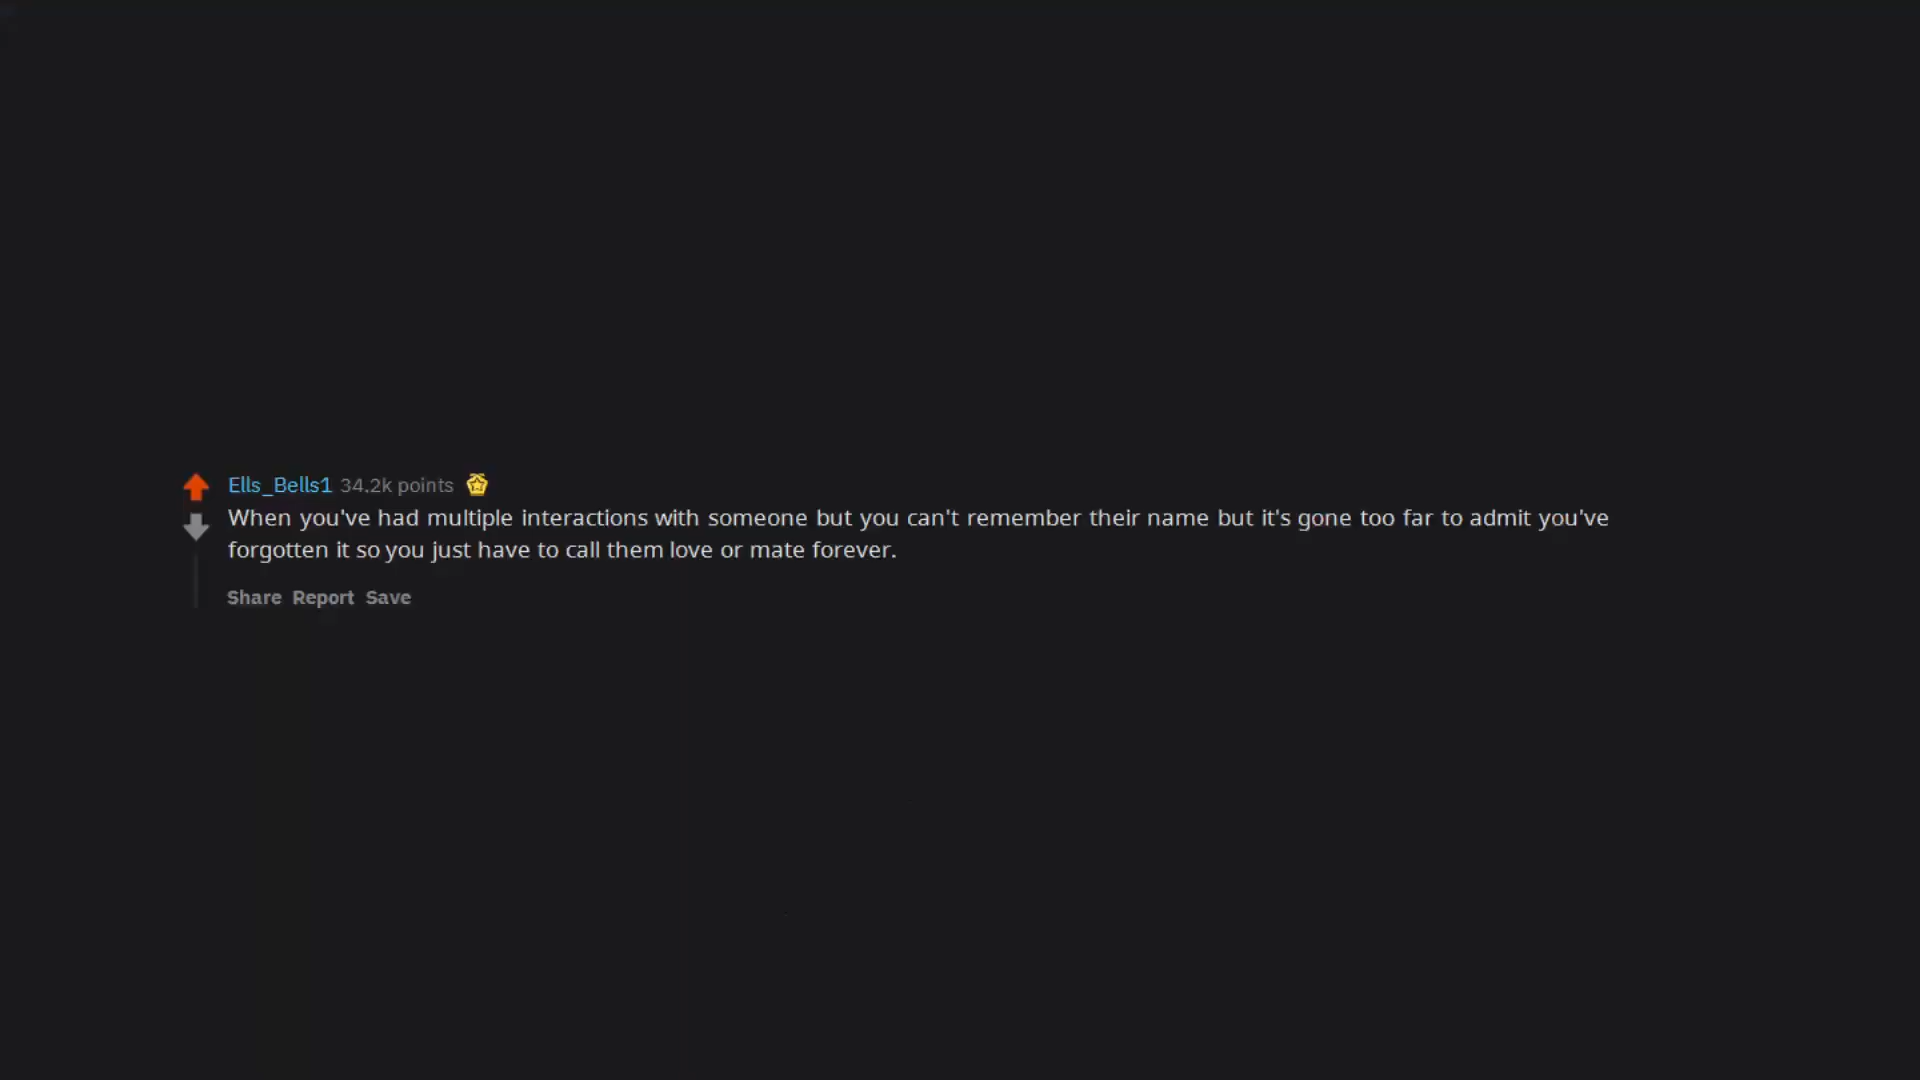 Ells_Bells1 34.2k points
When you've had multiple interactions with someone but you can't remember their name but it's gone too far to admit you've
forgotten it so you just have to call them love or mate forever.
Share Report Save